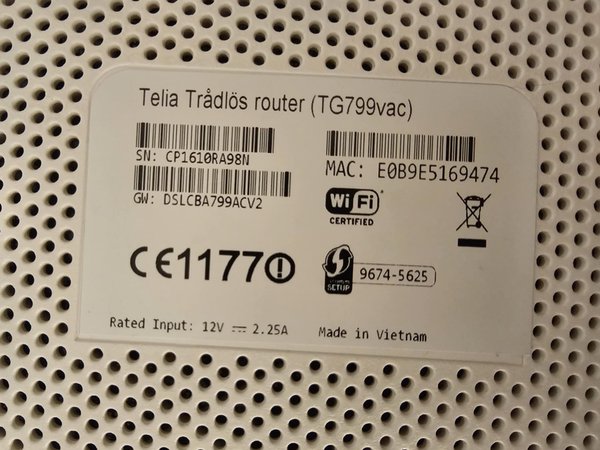 Telia Trådlös router (TG799vac)
SN: CP1610RA98N
MAC: E0B9E5169474
GW: DSLCBA799ACV2
Wi Fi
CERTIFIED
CE1177
SETUP
9674-5625
Rated Input: 12V ⎓ 2.25A
Made in Vietnam